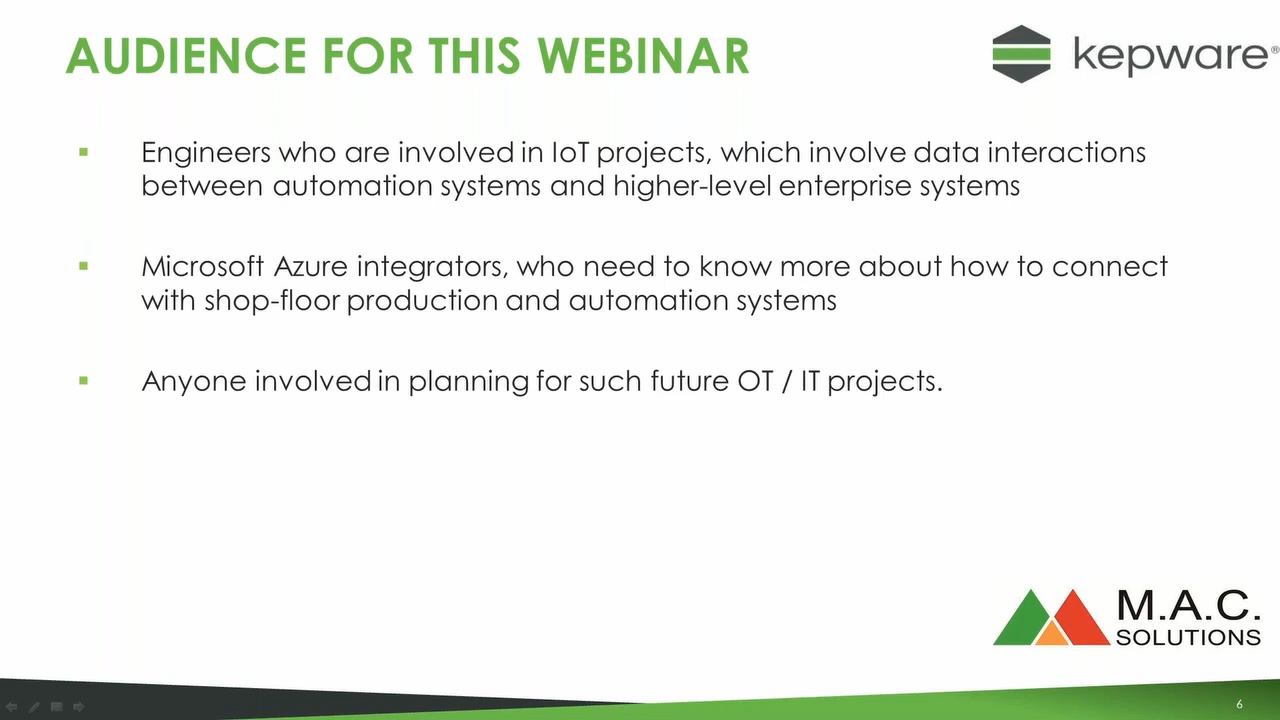 AUDIENCE FOR THIS WEBINAR
kepware®
Engineers who are involved in IoT projects, which involve data interactions
between automation systems and higher-level enterprise systems
Microsoft Azure integrators, who need to know more about how to connect
with shop-floor production and automation systems
Anyone involved in planning for such future OT / IT projects.
M.A.C.
SOLUTIONS
6